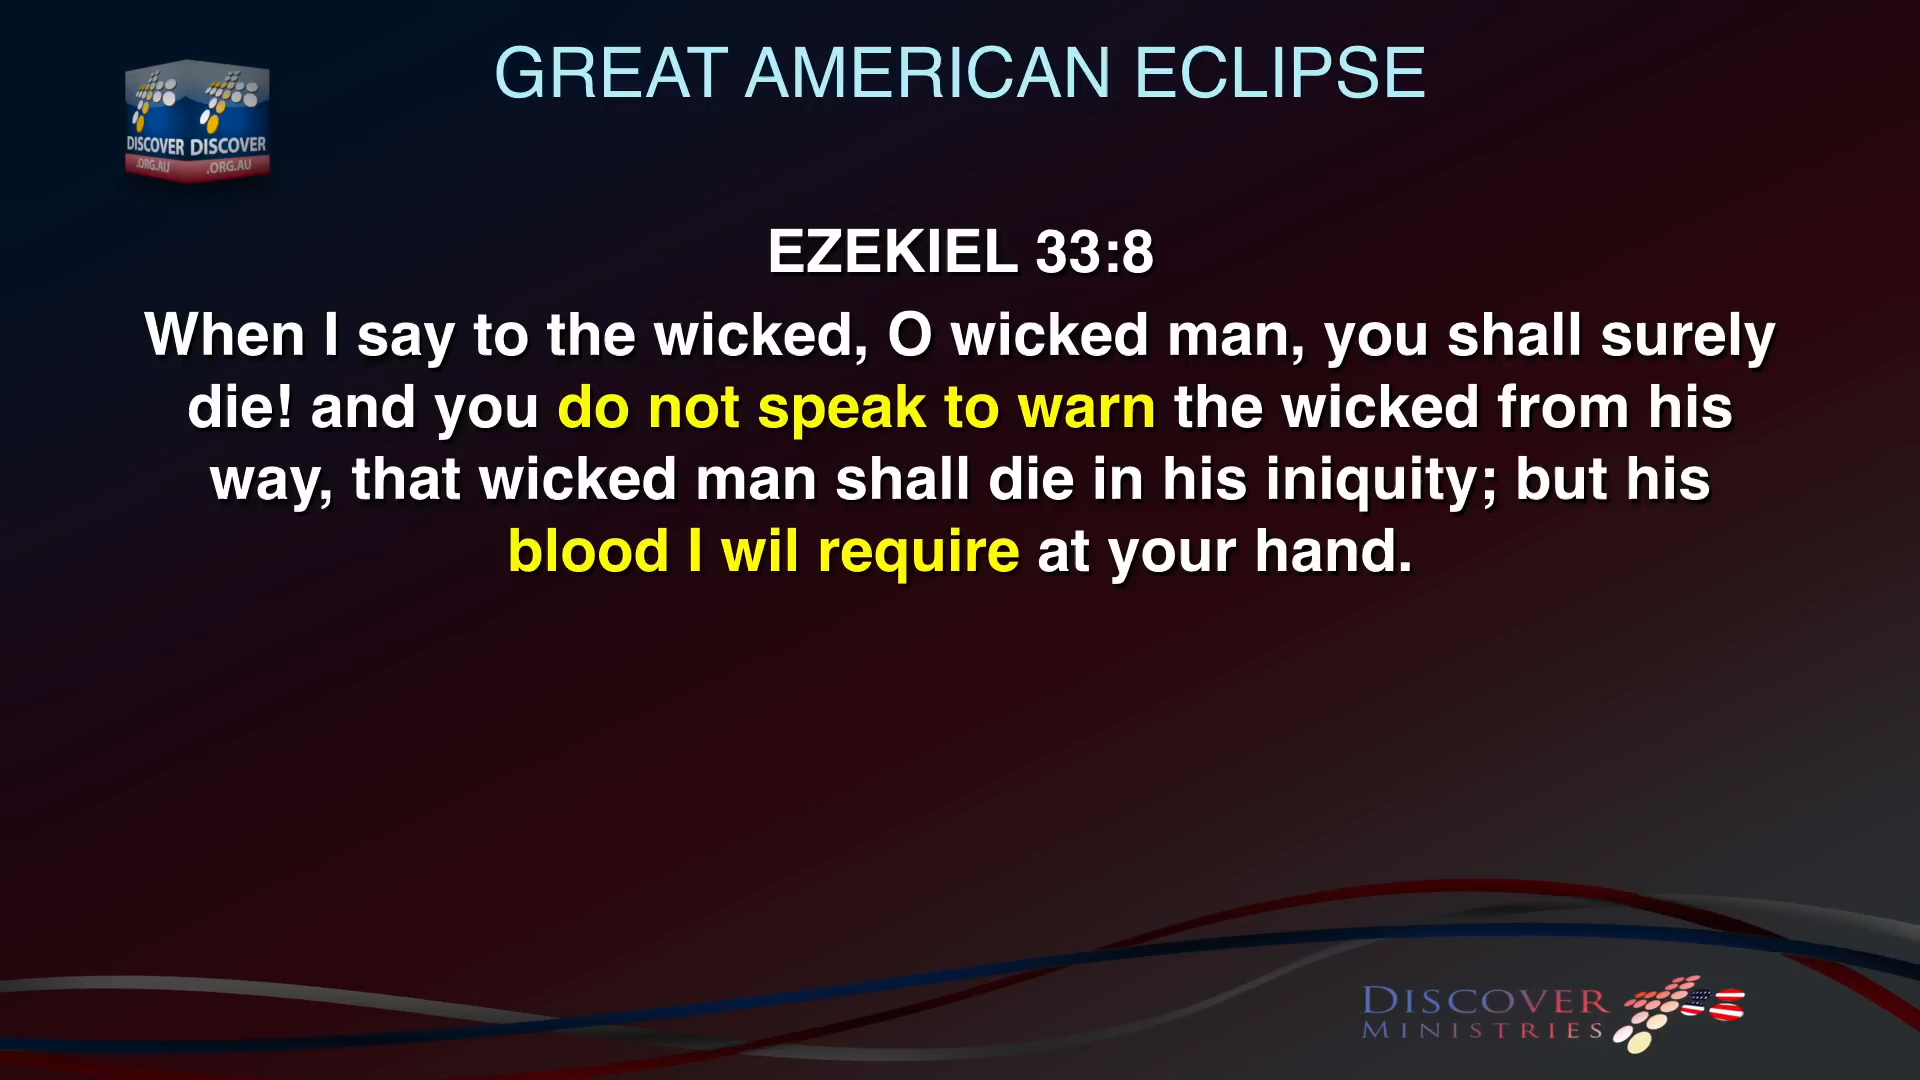 GREAT AMERICAN ECLIPSE
DISCOVER DISCOVER
.ORG.AU .ORG.AU
EZEKIEL 33:8
When I say to the wicked, O wicked man, you shall surely
die! and you do not speak to warn the wicked from his
way, that wicked man shall die in his iniquity; but his
blood I wil require at your hand.
DISCOVER
MINISTRIES